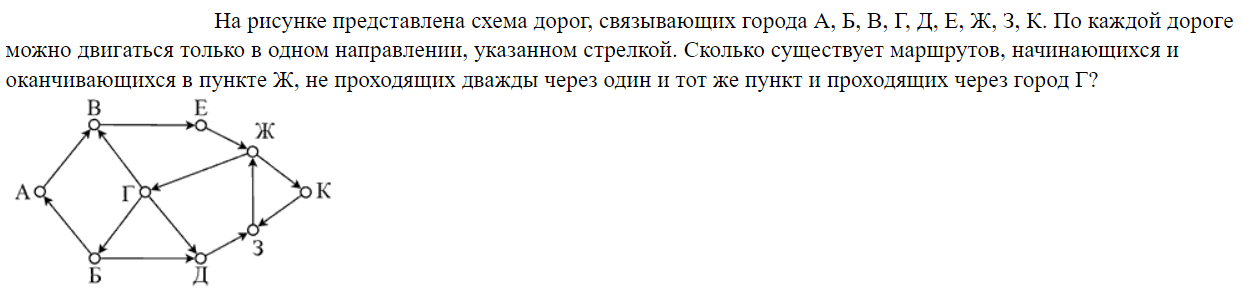 На рисунке представлена схема дорог, связывающих города А, Б, В, Г, Д, Е, Ж, З, К. По каждой дороге
можно двигаться только в одном направлении, указанном стрелкой. Сколько существует маршрутов, начинающихся и
оканчивающихся в пункте Ж, не проходящих дважды через один и тот же пункт и проходящих через город Г?
В Е
Ж
А Г К
З
Б Д